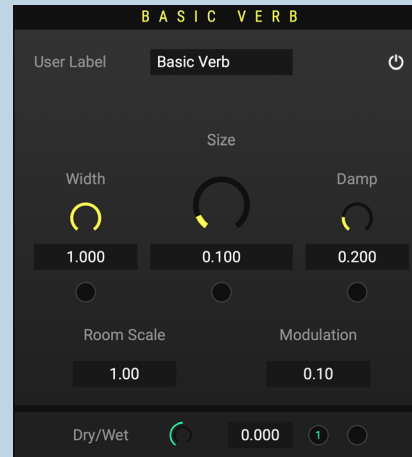 BASIC VERB
User Label Basic Verb
Size
Width Damp
1.000 0.100 0.200
Room Scale Modulation
1.00 0.10
Dry/Wet 0.000 1